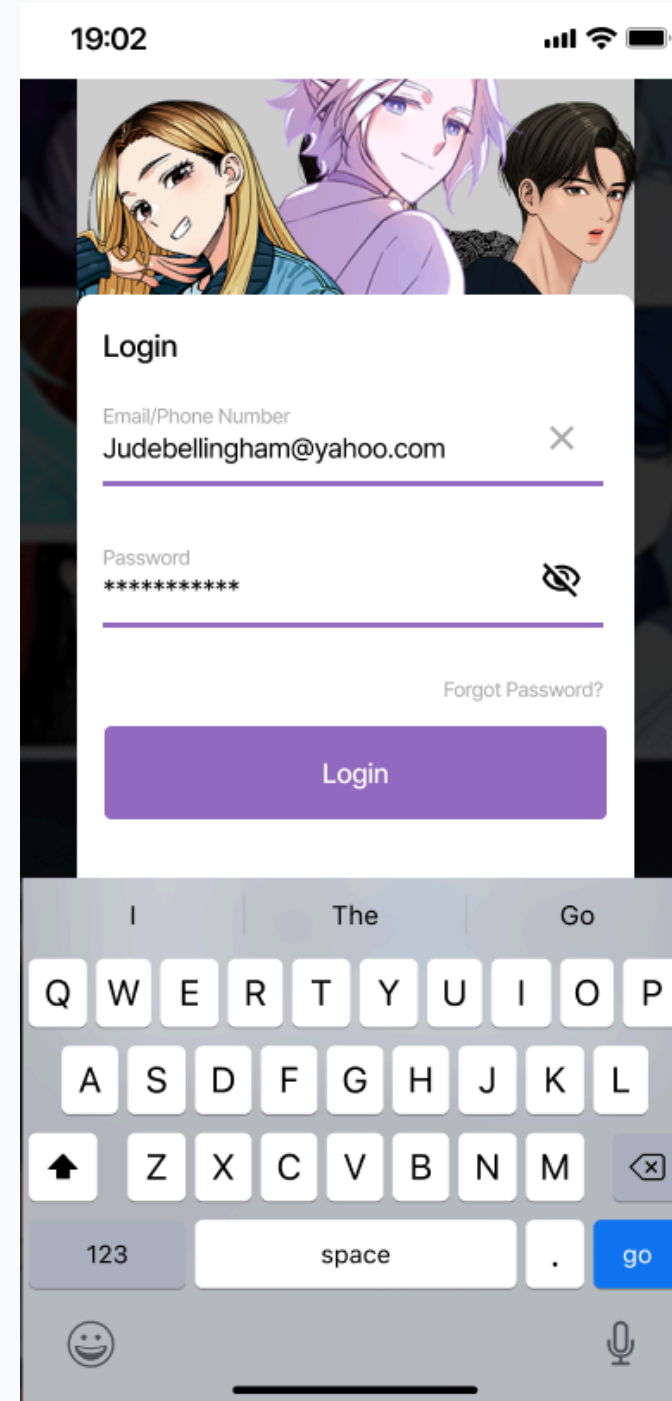 19:02
Login
Email/Phone Number
Judebellingham@yahoo.com
Password
***********
Forgot Password?
Login
I The Go
Q W E R T Y U I O P
A S D F G H J K L
Z X C V B N M
123 space . go